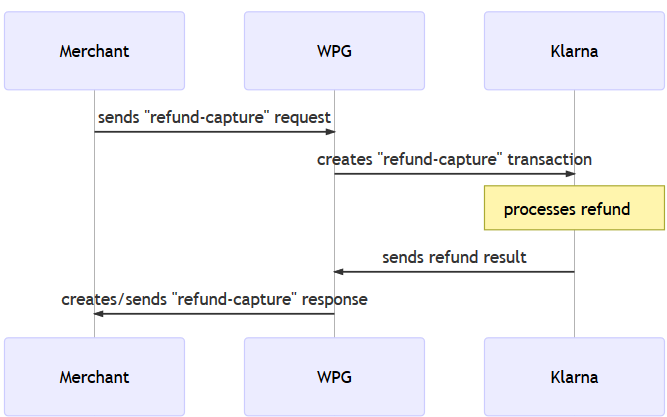 Merchant
WPG
Klarna
sends "refund-capture" request
creates "refund-capture" transaction
processes refund
sends refund result
creates/sends "refund-capture" response
Merchant
WPG
Klarna